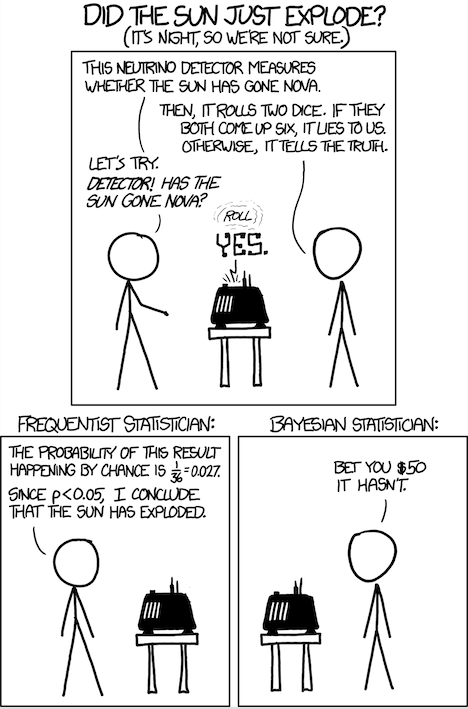 DID THE SUN JUST EXPLODE?
(IT'S NIGHT, SO WE'RE NOT SURE.)
THIS NEUTRINO DETECTOR MEASURES
WHETHER THE SUN HAS GONE NOVA.
THEN, IT ROLLS TWO DICE. IF THEY
BOTH COME UP SIX, IT LIES TO US.
OTHERWISE, IT TELLS THE TRUTH.
LET'S TRY.
DETECTOR! HAS THE
SUN GONE NOVA?
ROLL
YES.
FREQUENTIST STATISTICIAN:
THE PROBABILITY OF THIS RESULT
HAPPENING BY CHANCE IS 1/36=0.027.
SINCE p<0.05, I CONCLUDE
THAT THE SUN HAS EXPLODED.
BAYESIAN STATISTICIAN:
BET YOU $50
IT HASN'T.